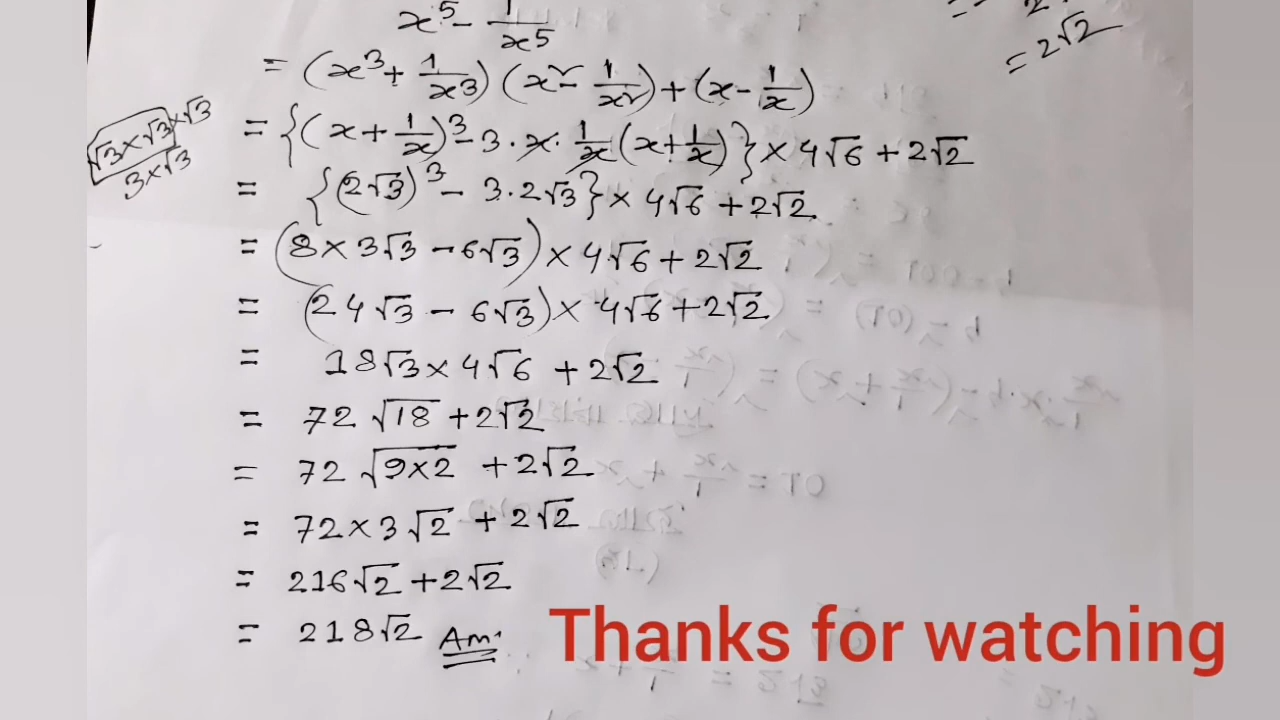 x⁵ - 1/x⁵
= 2√2
= (x³ + 1/x³) (x² - 1/x²) + (x - 1/x)
√3×√3×√3
3×√3
= {(x + 1/x)³ - 3·x·1/x (x + 1/x)} × 4√6 + 2√2
= {(2√3)³ - 3·2√3} × 4√6 + 2√2
= (8 × 3√3 - 6√3) × 4√6 + 2√2
= (24√3 - 6√3) × 4√6 + 2√2
= 18√3 × 4√6 + 2√2
= 72 √18 + 2√2
= 72 √9×2 + 2√2
= 72 × 3√2 + 2√2
= 216√2 + 2√2
= 218√2 Ans
Thanks for watching